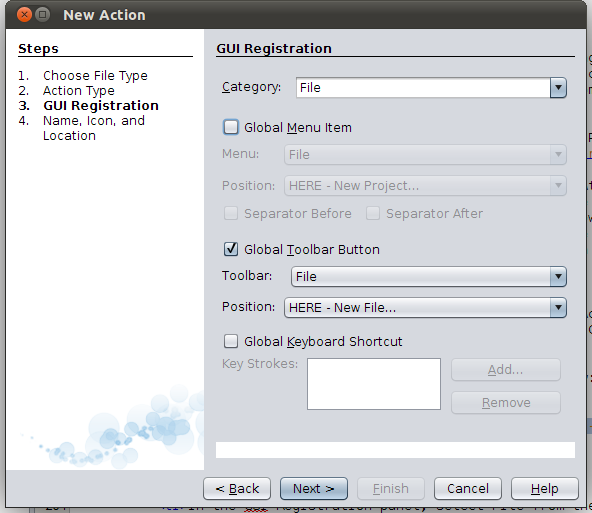 New Action
Steps
1. Choose File Type
2. Action Type
3. GUI Registration
4. Name, Icon, and
Location
GUI Registration
Category: File
Global Menu Item
Menu: File
Position: HERE - New Project...
Separator Before Separator After
Global Toolbar Button
Toolbar: File
Position: HERE - New File...
Global Keyboard Shortcut
Key Strokes: Add...
Remove
< Back Next > Finish Cancel Help